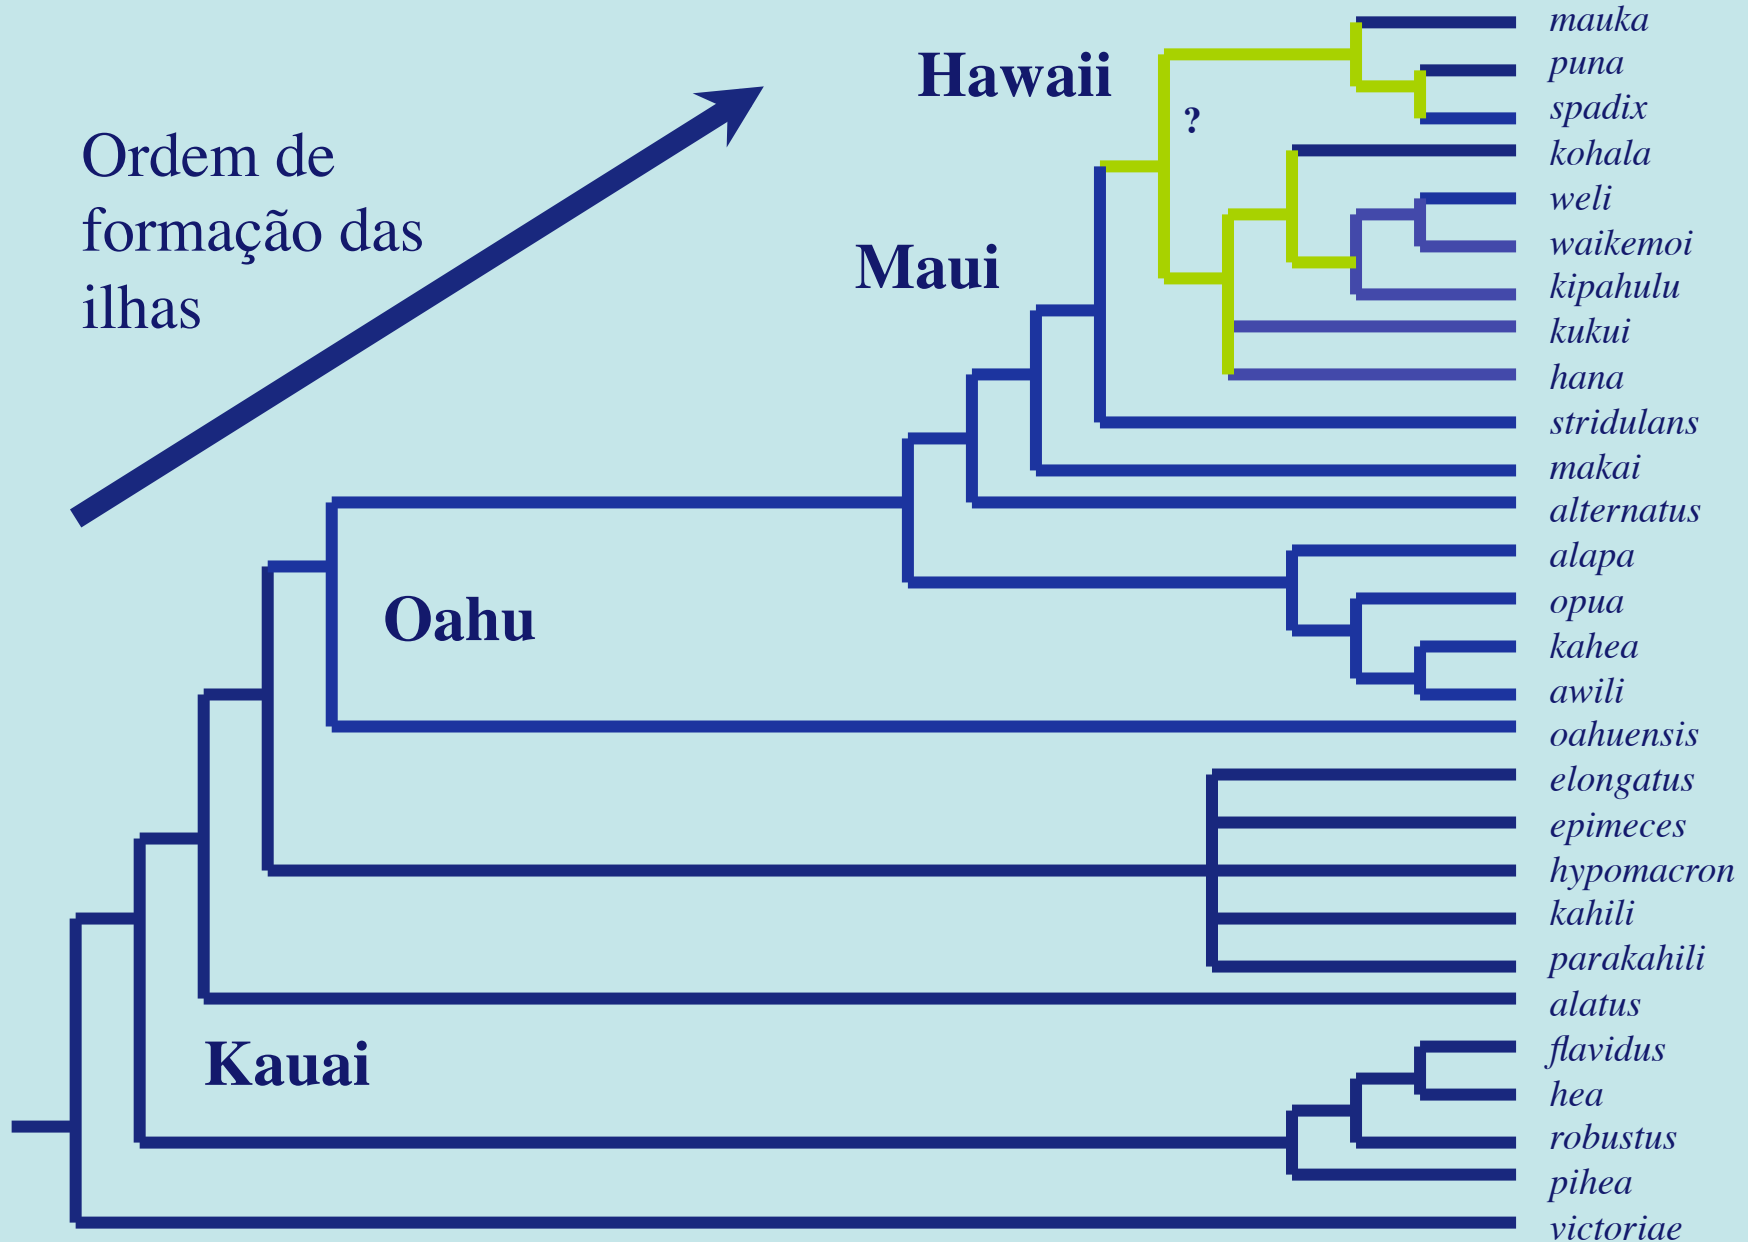 Ordem de
formação das
ilhas
Hawaii
?
Maui
Oahu
Kauai
mauka
puna
spadix
kohala
weli
waikemoi
kipahulu
kukui
hana
stridulans
makai
alternatus
alapa
opua
kahea
awili
oahuensis
elongatus
epimeces
hypomacron
kahili
parakahili
alatus
flavidus
hea
robustus
pihea
victoriae